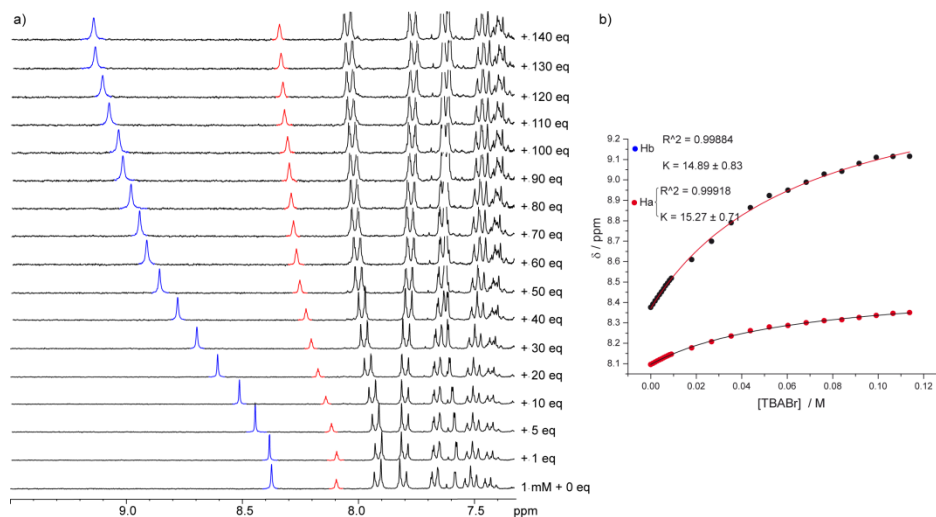 a)
+ 140 eq
+ 130 eq
+ 120 eq
+ 110 eq
+ 100 eq
+ 90 eq
+ 80 eq
+ 70 eq
+ 60 eq
+ 50 eq
+ 40 eq
+ 30 eq
+ 20 eq
+ 10 eq
+ 5 eq
+ 1 eq
1 mM + 0 eq
9.0 8.5 8.0 7.5 ppm
b)
9.2
9.1
9.0
8.9
8.8
8.7
8.6
8.5
8.4
8.3
8.2
8.1
δ / ppm
R^2 = 0.99884
Hb
K = 14.89 ± 0.83
R^2 = 0.99918
Ha
K = 15.27 ± 0.71
0.00 0.02 0.04 0.06 0.08 0.10 0.12
[TBABr] / M